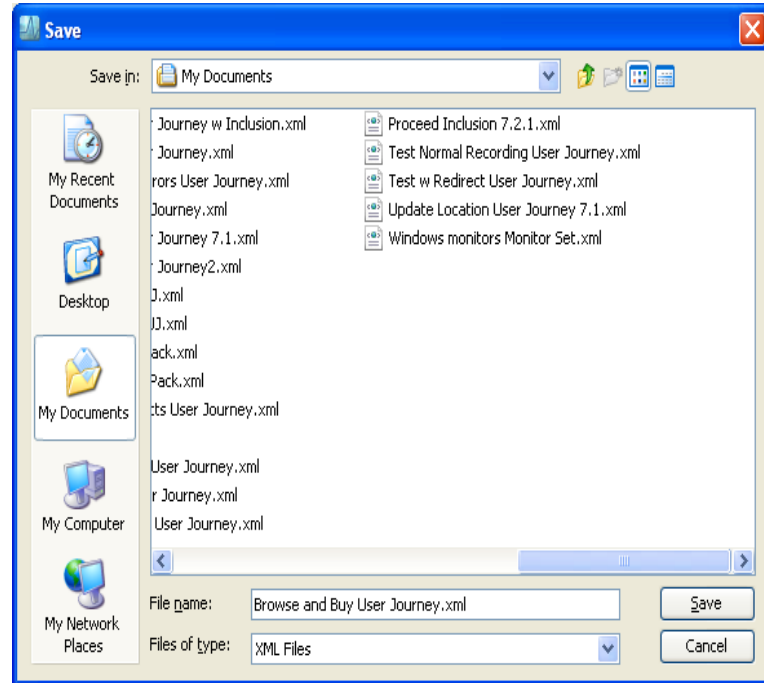 Save
Save in: My Documents
My Recent Documents
Desktop
My Documents
My Computer
My Network Places
Journey w Inclusion.xml
Journey.xml
rors User Journey.xml
Journey.xml
Journey 7.1.xml
Journey2.xml
J.xml
UJ.xml
ack.xml
Pack.xml
cts User Journey.xml
User Journey.xml
r Journey.xml
User Journey.xml
Proceed Inclusion 7.2.1.xml
Test Normal Recording User Journey.xml
Test w Redirect User Journey.xml
Update Location User Journey 7.1.xml
Windows monitors Monitor Set.xml
File name: Browse and Buy User Journey.xml
Save
Files of type: XML Files
Cancel